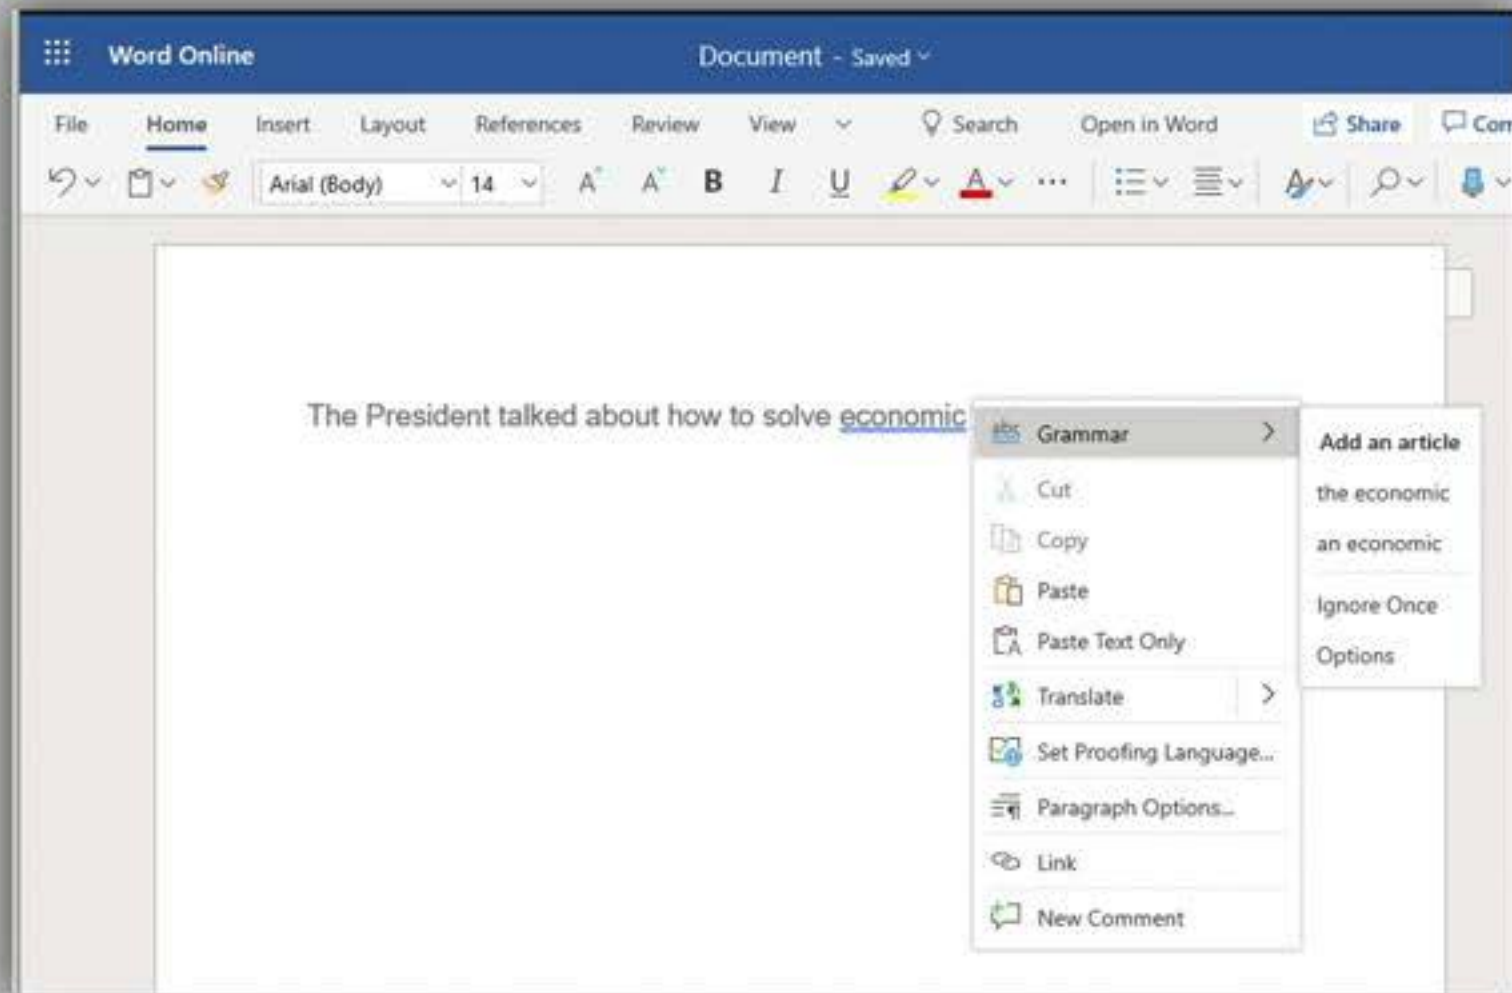 Word Online
Document - Saved
File Home Insert Layout References Review View Search Open in Word Share
Arial (Body) 14 A A B I U A
The President talked about how to solve economic
abc Grammar
Cut
Copy
Paste
Paste Text Only
Translate
Set Proofing Language...
Paragraph Options...
Link
New Comment
Add an article
the economic
an economic
Ignore Once
Options